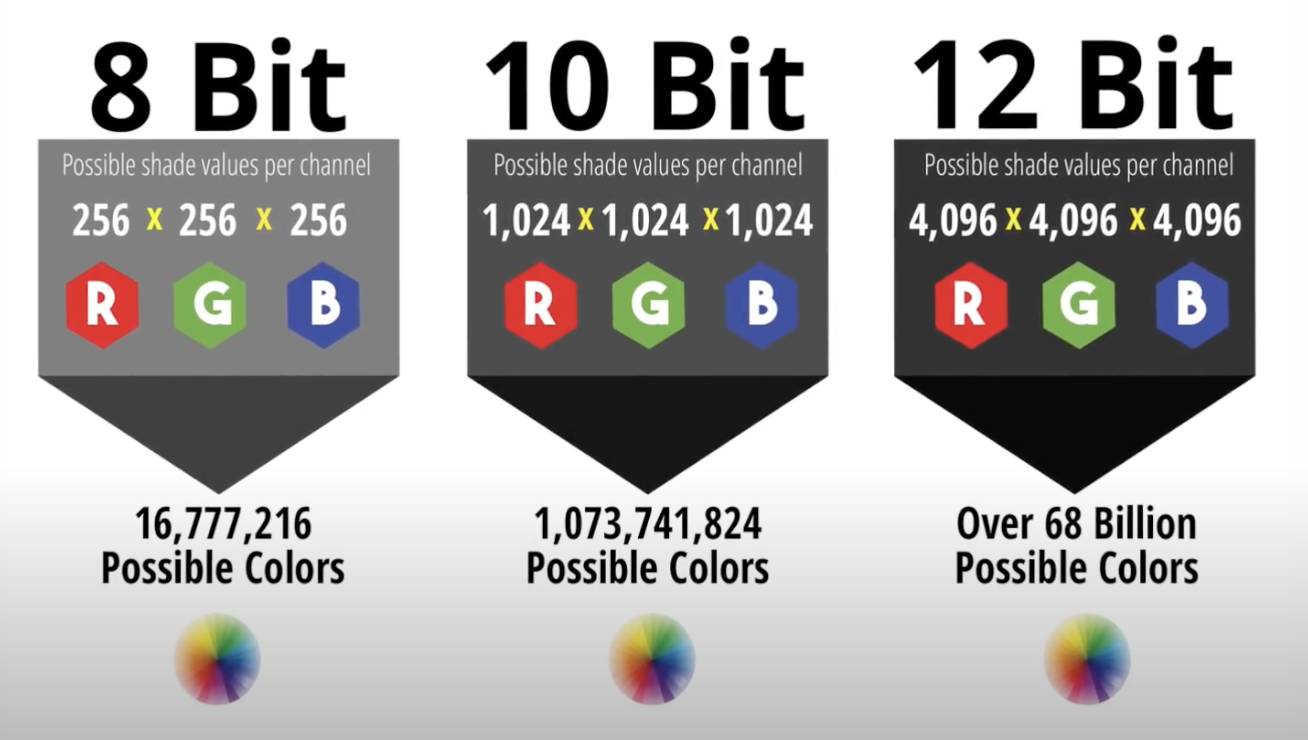 8 Bit
Possible shade values per channel
256 x 256 x 256
R G B
16,777,216
Possible Colors
10 Bit
Possible shade values per channel
1,024 x 1,024 x 1,024
R G B
1,073,741,824
Possible Colors
12 Bit
Possible shade values per channel
4,096 x 4,096 x 4,096
R G B
Over 68 Billion
Possible Colors